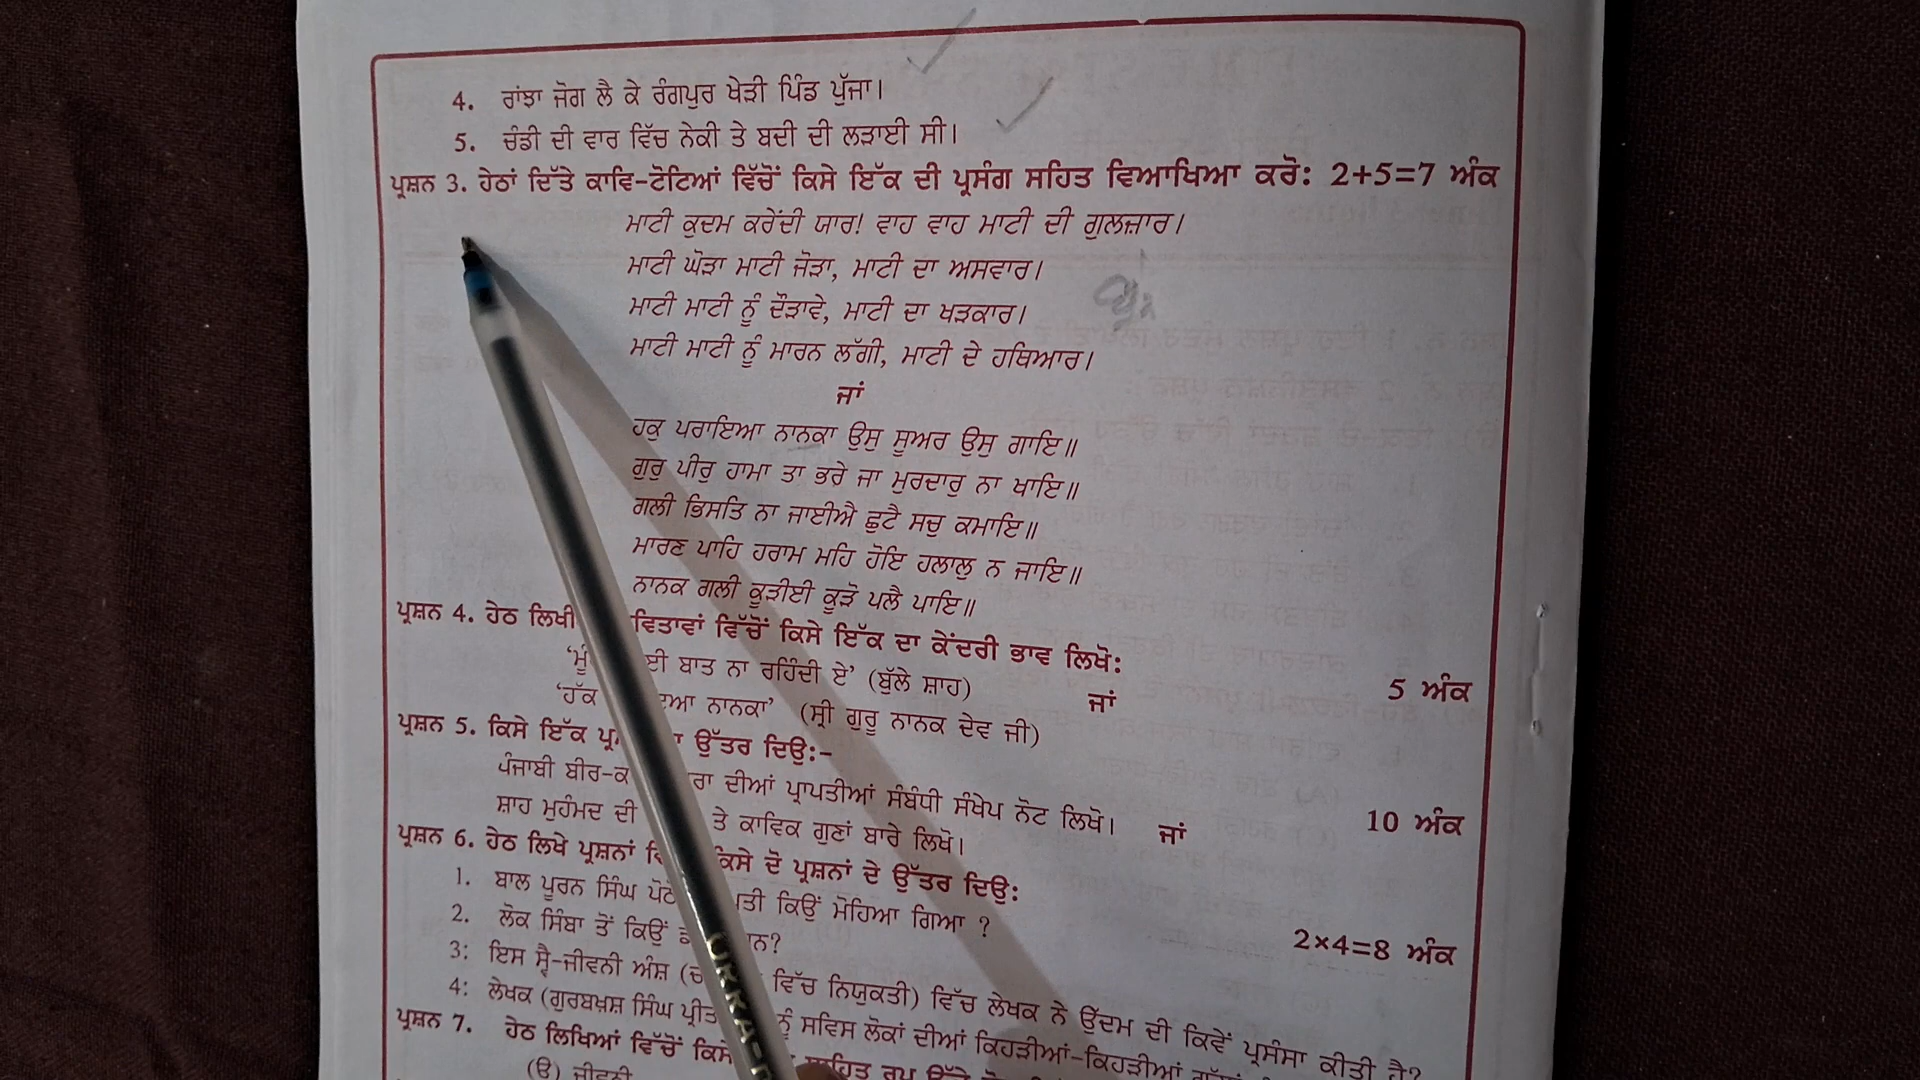 4. ਰਾਂਝਾ ਜੋਗ ਲੈ ਕੇ ਰੰਗਪੁਰ ਖੇੜੀ ਪਿੰਡ ਪੁੱਜਾ।
5. ਚੰਡੀ ਦੀ ਵਾਰ ਵਿੱਚ ਨੇਕੀ ਤੇ ਬਦੀ ਦੀ ਲੜਾਈ ਸੀ।
ਪ੍ਰਸ਼ਨ 3. ਹੇਠਾਂ ਦਿੱਤੇ ਕਾਵਿ-ਟੋਟਿਆਂ ਵਿੱਚੋਂ ਕਿਸੇ ਇੱਕ ਦੀ ਪ੍ਰਸੰਗ ਸਹਿਤ ਵਿਆਖਿਆ ਕਰੋ: 2+5=7 ਅੰਕ
ਮਾਟੀ ਕੁਦਮ ਕਰੇਂਦੀ ਯਾਰ! ਵਾਹ ਵਾਹ ਮਾਟੀ ਦੀ ਗੁਲਜ਼ਾਰ।
ਮਾਟੀ ਘੋੜਾ ਮਾਟੀ ਜੋੜਾ, ਮਾਟੀ ਦਾ ਅਸਵਾਰ।
ਮਾਟੀ ਮਾਟੀ ਨੂੰ ਦੌੜਾਵੇ, ਮਾਟੀ ਦਾ ਖੜਕਾਰ।
ਮਾਟੀ ਮਾਟੀ ਨੂੰ ਮਾਰਨ ਲੱਗੀ, ਮਾਟੀ ਦੇ ਹਥਿਆਰ।
ਜਾਂ
ਹਕੁ ਪਰਾਇਆ ਨਾਨਕਾ ਉਸੁ ਸੂਅਰ ਉਸੁ ਗਾਇ॥
ਗੁਰੁ ਪੀਰੁ ਹਾਮਾ ਤਾ ਭਰੇ ਜਾ ਮੁਰਦਾਰੁ ਨਾ ਖਾਇ॥
ਗਲੀ ਭਿਸਤਿ ਨਾ ਜਾਈਐ ਛੁਟੈ ਸਚੁ ਕਮਾਇ॥
ਮਾਰਣ ਪਾਹਿ ਹਰਾਮ ਮਹਿ ਹੋਇ ਹਲਾਲੁ ਨ ਜਾਇ॥
ਨਾਨਕ ਗਲੀ ਕੂੜੀਈ ਕੂੜੋ ਪਲੈ ਪਾਇ॥
ਪ੍ਰਸ਼ਨ 4. ਹੇਠ ਲਿਖੀ ਵਿਤਾਵਾਂ ਵਿੱਚੋਂ ਕਿਸੇ ਇੱਕ ਦਾ ਕੇਂਦਰੀ ਭਾਵ ਲਿਖੋ: 5 ਅੰਕ
ਬਾਤ ਨਾ ਰਹਿੰਦੀ ਏ' (ਬੁੱਲੇ ਸ਼ਾਹ) ਜਾਂ
'ਹੱਕ ਨਾਨਕਾ' (ਸ੍ਰੀ ਗੁਰੂ ਨਾਨਕ ਦੇਵ ਜੀ)
ਪ੍ਰਸ਼ਨ 5. ਕਿਸੇ ਇੱਕ ਉੱਤਰ ਦਿਉ:- 10 ਅੰਕ
ਪੰਜਾਬੀ ਬੀਰ-ਕ ਰਾ ਦੀਆਂ ਪ੍ਰਾਪਤੀਆਂ ਸੰਬੰਧੀ ਸੰਖੇਪ ਨੋਟ ਲਿਖੋ। ਜਾਂ
ਸ਼ਾਹ ਮੁਹੰਮਦ ਦੀ ਤੇ ਕਾਵਿਕ ਗੁਣਾਂ ਬਾਰੇ ਲਿਖੋ।
ਪ੍ਰਸ਼ਨ 6. ਹੇਠ ਲਿਖੇ ਪ੍ਰਸ਼ਨਾਂ ਕਿਸੇ ਦੋ ਪ੍ਰਸ਼ਨਾਂ ਦੇ ਉੱਤਰ ਦਿਉ: 2×4=8 ਅੰਕ
1. ਬਾਲ ਪੂਰਨ ਸਿੰਘ ਕਿਉਂ ਮੋਹਿਆ ਗਿਆ ?
2. ਲੋਕ ਸਿੰਬਾ ਤੋਂ ਕਿਉਂ ਨ?
3: ਇਸ ਸ੍ਵੈ-ਜੀਵਨੀ ਅੰਸ਼ ਵਿੱਚ ਨਿਯੁਕਤੀ) ਵਿੱਚ ਲੇਖਕ ਨੇ ਉੱਦਮ ਦੀ ਕਿਵੇਂ ਪ੍ਰਸੰਸਾ ਕੀਤੀ ਹੈ?
4: ਲੇਖਕ (ਗੁਰਬਖ਼ਸ਼ ਸਿੰਘ ਪ੍ਰੀਤ ਨੂੰ ਸਵਿਸ ਲੋਕਾਂ ਦੀਆਂ ਕਿਹੜੀਆਂ-ਕਿਹੜੀਆਂ
ਪ੍ਰਸ਼ਨ 7. ਹੇਠ ਲਿਖਿਆਂ ਵਿੱਚੋਂ ਕਿਸੇ
(ੳ) ਜੀਵਨੀ